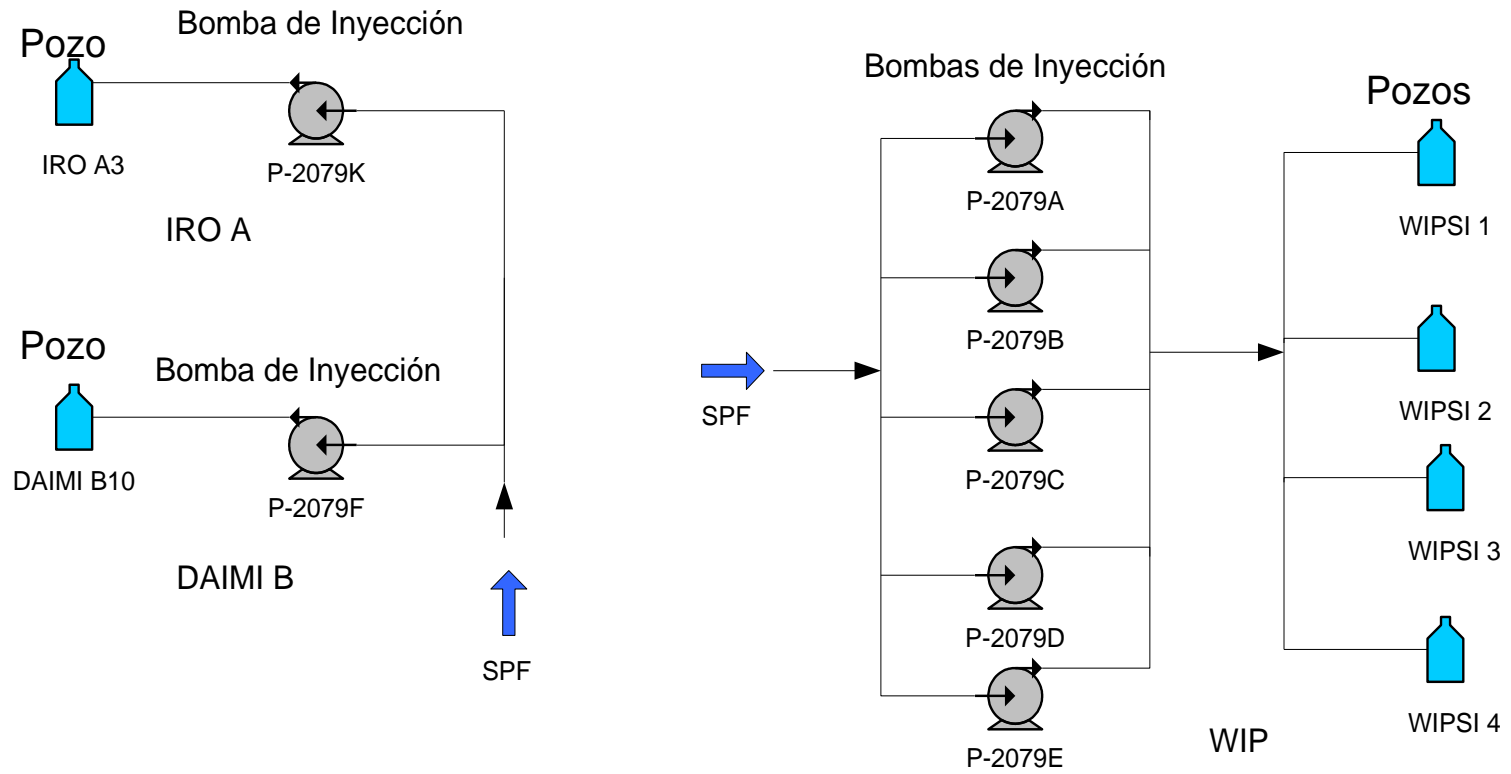 Bomba de Inyección
Pozo
IRO A3
P-2079K
IRO A
Pozo
Bomba de Inyección
DAIMI B10
P-2079F
DAIMI B
SPF
Bombas de Inyección
Pozos
P-2079A
WIPSI 1
P-2079B
SPF
WIPSI 2
P-2079C
WIPSI 3
P-2079D
WIPSI 4
WIP
P-2079E